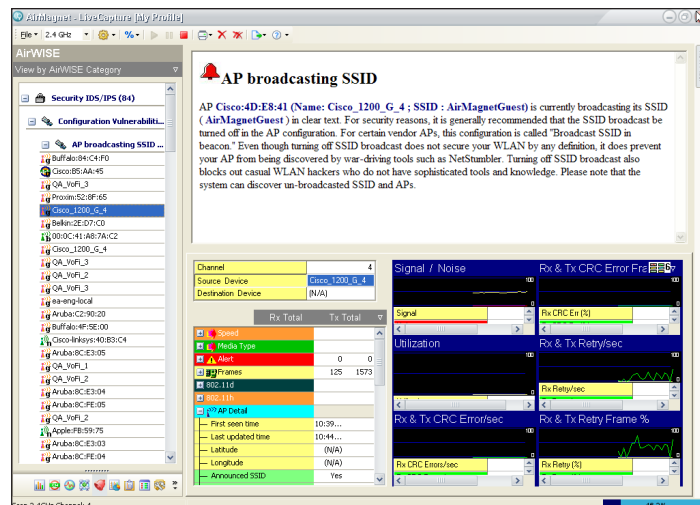 AirMagnet - LiveCapture [My Profile]
File 2.4 GHz
AirWISE
View by AirWISE Category
Security IDS/IPS (84)
Configuration Vulnerabiliti...
AP broadcasting SSID ...
Buffalo:84:C4:F0
Cisco:B5:AA:45
QA_VoFi_3
Proxim:52:8F:65
Cisco_1200_G_4
Belkin:2E:D7:C0
00:0C:41:A8:7A:C2
Cisco_1200_G_4
QA_VoFi_3
QA_VoFi_2
QA_VoFi_3
ea-eng-local
Aruba:C2:90:20
Buffalo:4F:5E:00
Cisco-linksys:40:B3:C4
Aruba:8C:E3:05
QA_VoFi_1
QA_VoFi_2
Aruba:8C:E3:04
Aruba:8C:FE:05
QA_VoFi_2
Apple:FB:59:75
Aruba:8C:E3:03
Aruba:8C:FE:04
AP broadcasting SSID
AP Cisco:4D:E8:41 (Name: Cisco_1200_G_4 ; SSID : AirMagnetGuest) is currently broadcasting its SSID
( AirMagnetGuest ) in clear text. For security reasons, it is generally recommended that the SSID broadcast be
turned off in the AP configuration. For certain vendor APs, this configuration is called "Broadcast SSID in
beacon." Even though turning off SSID broadcast does not secure your WLAN by any definition, it does prevent
your AP from being discovered by war-driving tools such as NetStumbler. Turning off SSID broadcast also
blocks out casual WLAN hackers who do not have sophisticated tools and knowledge. Please note that the
system can discover un-broadcasted SSID and APs.
Channel 4
Source Device Cisco_1200_G_4
Destination Device (N/A)
Rx Total Tx Total
Speed
Media Type
Alert 0 0
Frames 125 1573
802.11d
802.11h
AP Detail
First seen time 10:39...
Last updated time 10:44...
Latitude (N/A)
Longitude (N/A)
Announced SSID Yes
Signal / Noise
100
0
Signal
Rx & Tx CRC Error Fra
100
0
Rx CRC Err (%)
Utilization
100
0
Rx & Tx Retry/sec
100
0
Rx Retry/sec
Rx & Tx CRC Error/sec
100
0
Rx CRC Errors/sec
Rx & Tx Retry Frame %
100
0
Rx Retry (%)